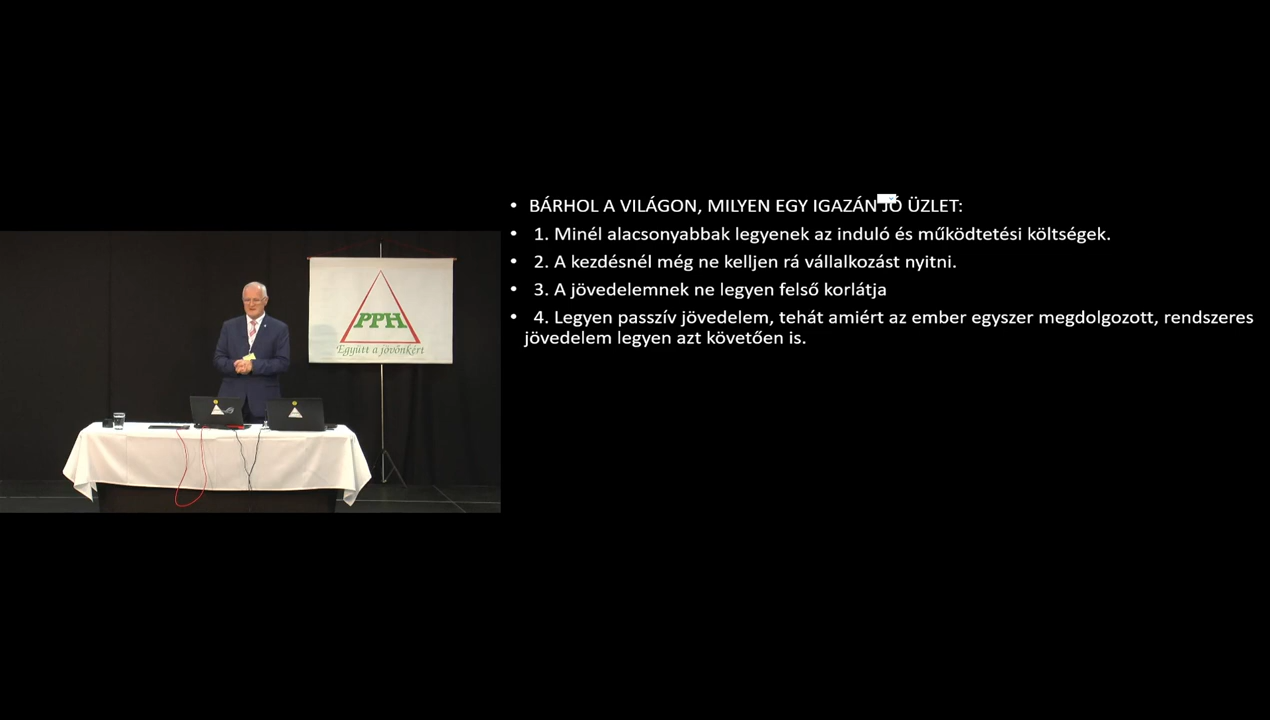 • BÁRHOL A VILÁGON, MILYEN EGY IGAZÁN JÓ ÜZLET:
• 1. Minél alacsonyabbak legyenek az induló és működtetési költségek.
• 2. A kezdésnél még ne kelljen rá vállalkozást nyitni.
• 3. A jövedelemnek ne legyen felső korlátja
• 4. Legyen passzív jövedelem, tehát amiért az ember egyszer megdolgozott, rendszeres
jövedelem legyen azt követően is.
PPH
Együtt a jövőnkért